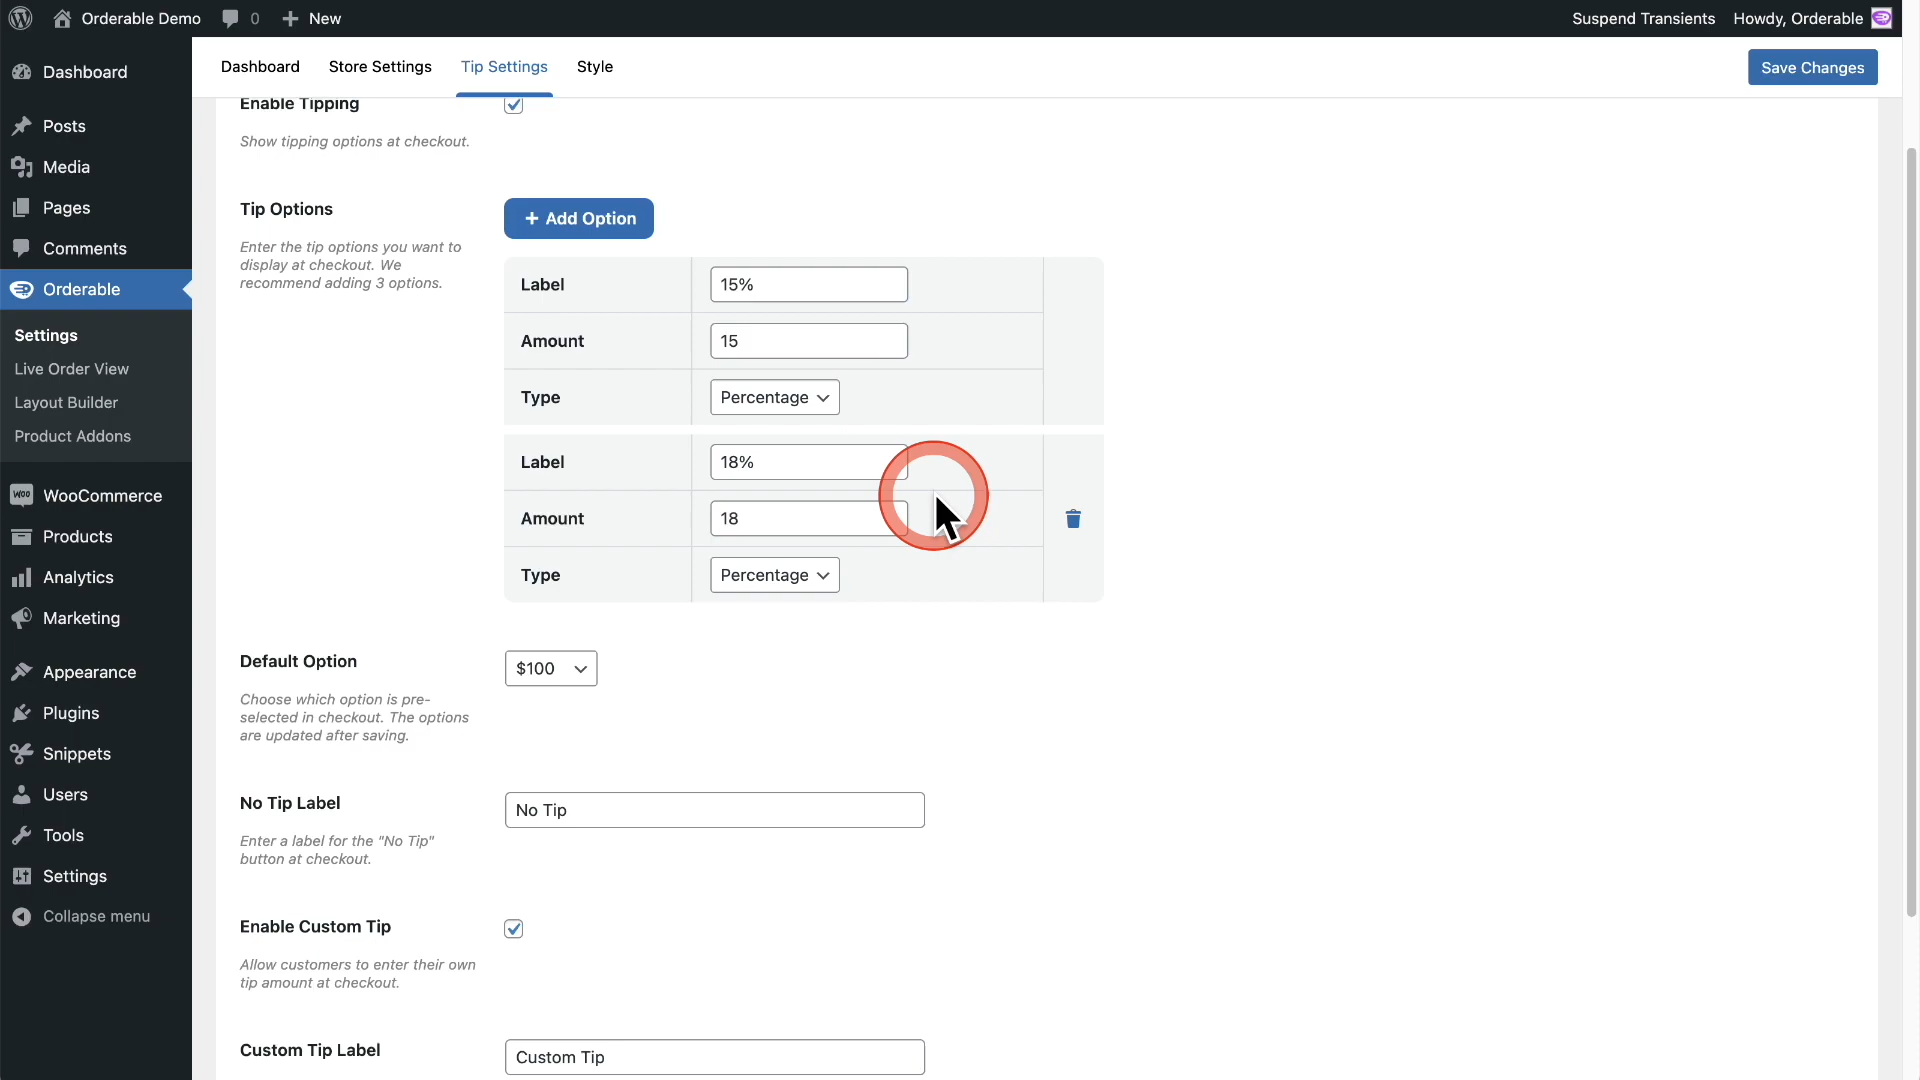 Orderable Demo
0
New
Suspend Transients
Howdy, Orderable
Dashboard
Posts
Media
Pages
Comments
Orderable
Settings
Live Order View
Layout Builder
Product Addons
WOO WooCommerce
Products
Analytics
Marketing
Appearance
Plugins
Snippets
Users
Tools
Settings
Collapse menu
Dashboard
Store Settings
Tip Settings
Style
Save Changes
Enable Tipping
Show tipping options at checkout.
Tip Options
Enter the tip options you want to
display at checkout. We
recommend adding 3 options.
+ Add Option
Label
15%
Amount
15
Type
Percentage
Label
18%
Amount
18
Type
Percentage
Default Option
Choose which option is pre-
selected in checkout. The options
are updated after saving.
$100
No Tip Label
Enter a label for the "No Tip"
button at checkout.
No Tip
Enable Custom Tip
Allow customers to enter their own
tip amount at checkout.
Custom Tip Label
Custom Tip